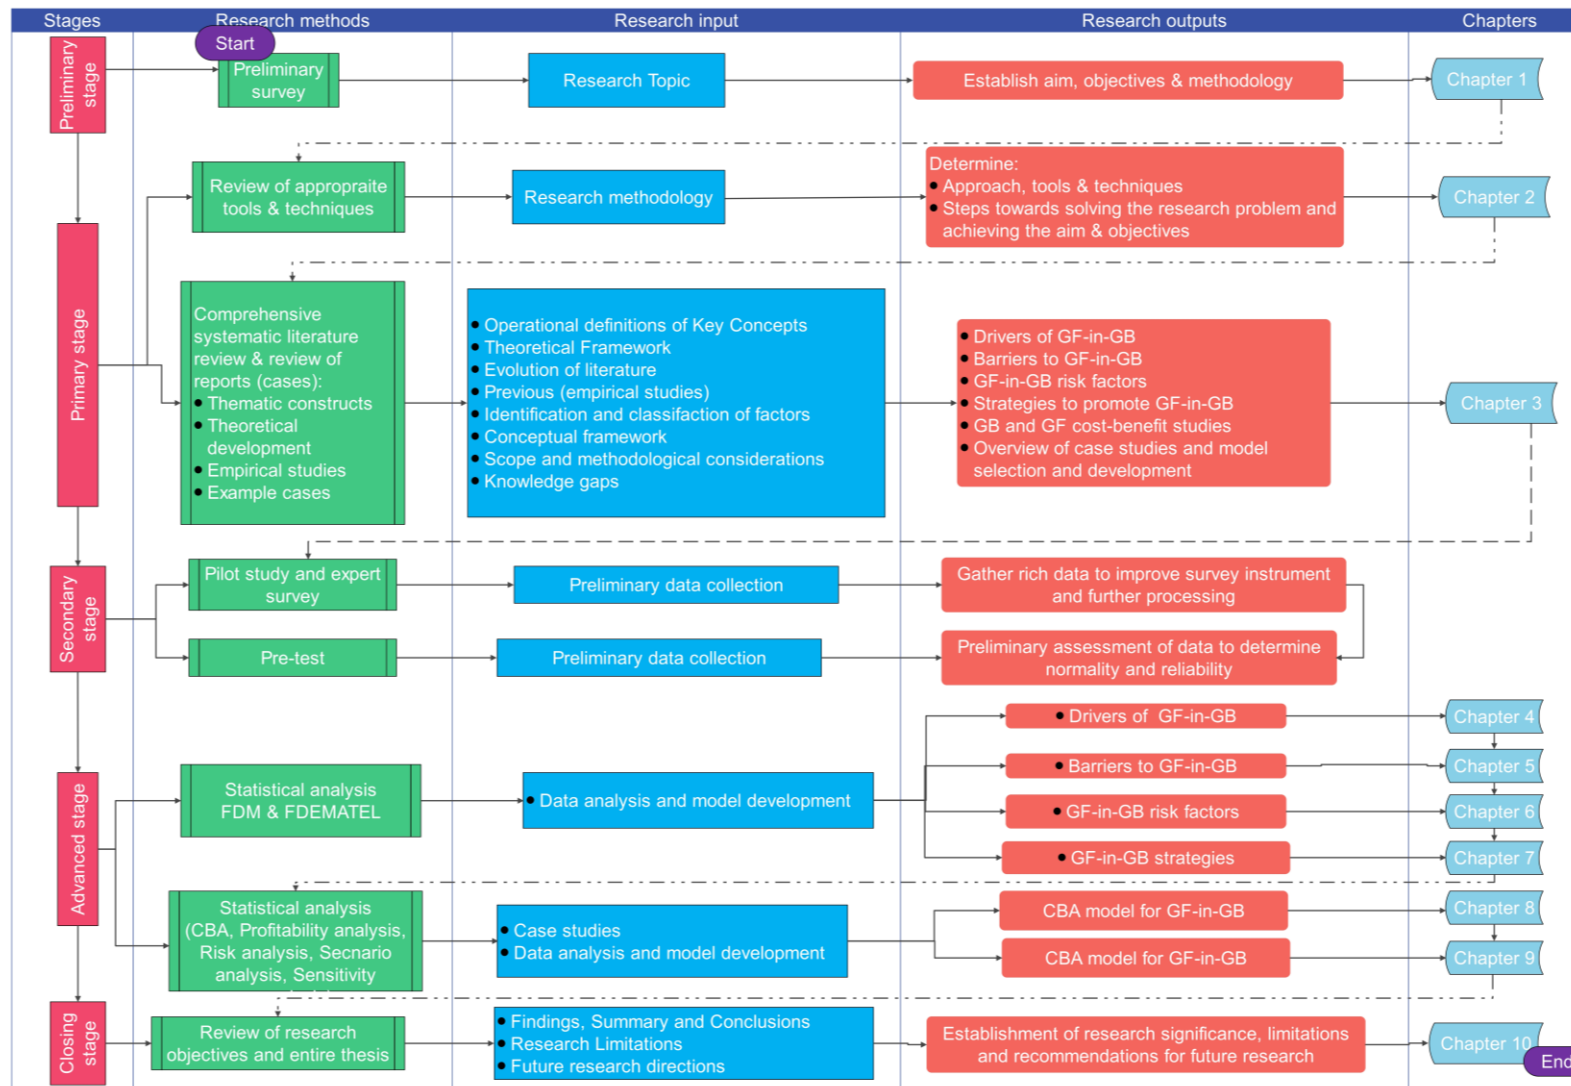 Stages
Research methods
Research input
Research outputs
Chapters
Start
Preliminary
stage
Preliminary
survey
Research Topic
Establish aim, objectives & methodology
Chapter 1
Primary stage
Review of appropraite
tools & techniques
Research methodology
Determine:
● Approach, tools & techniques
● Steps towards solving the research problem and
achieving the aim & objectives
Chapter 2
Comprehensive
systematic literature
review & review of
reports (cases):
● Thematic constructs
● Theoretical
development
● Empirical studies
● Example cases
● Operational definitions of Key Concepts
● Theoretical Framework
● Evolution of literature
● Previous (empirical studies)
● Identification and classifaction of factors
● Conceptual framework
● Scope and methodological considerations
● Knowledge gaps
● Drivers of GF-in-GB
● Barriers to GF-in-GB
● GF-in-GB risk factors
● Strategies to promote GF-in-GB
● GB and GF cost-benefit studies
● Overview of case studies and model
selection and development
Chapter 3
Secondary
stage
Pilot study and expert
survey
Preliminary data collection
Gather rich data to improve survey instrument
and further processing
Pre-test
Preliminary data collection
Preliminary assessment of data to determine
normality and reliability
Advanced stage
Statistical analysis
FDM & FDEMATEL
● Data analysis and model development
● Drivers of GF-in-GB
Chapter 4
● Barriers to GF-in-GB
Chapter 5
● GF-in-GB risk factors
Chapter 6
● GF-in-GB strategies
Chapter 7
Statistical analysis
(CBA, Profitability analysis,
Risk analysis, Secnario
analysis, Sensitivity
● Case studies
● Data analysis and model development
CBA model for GF-in-GB
Chapter 8
CBA model for GF-in-GB
Chapter 9
Closing
stage
Review of research
objectives and entire thesis
● Findings, Summary and Conclusions
● Research Limitations
● Future research directions
Establishment of research significance, limitations
and recommendations for future research
Chapter 10
End